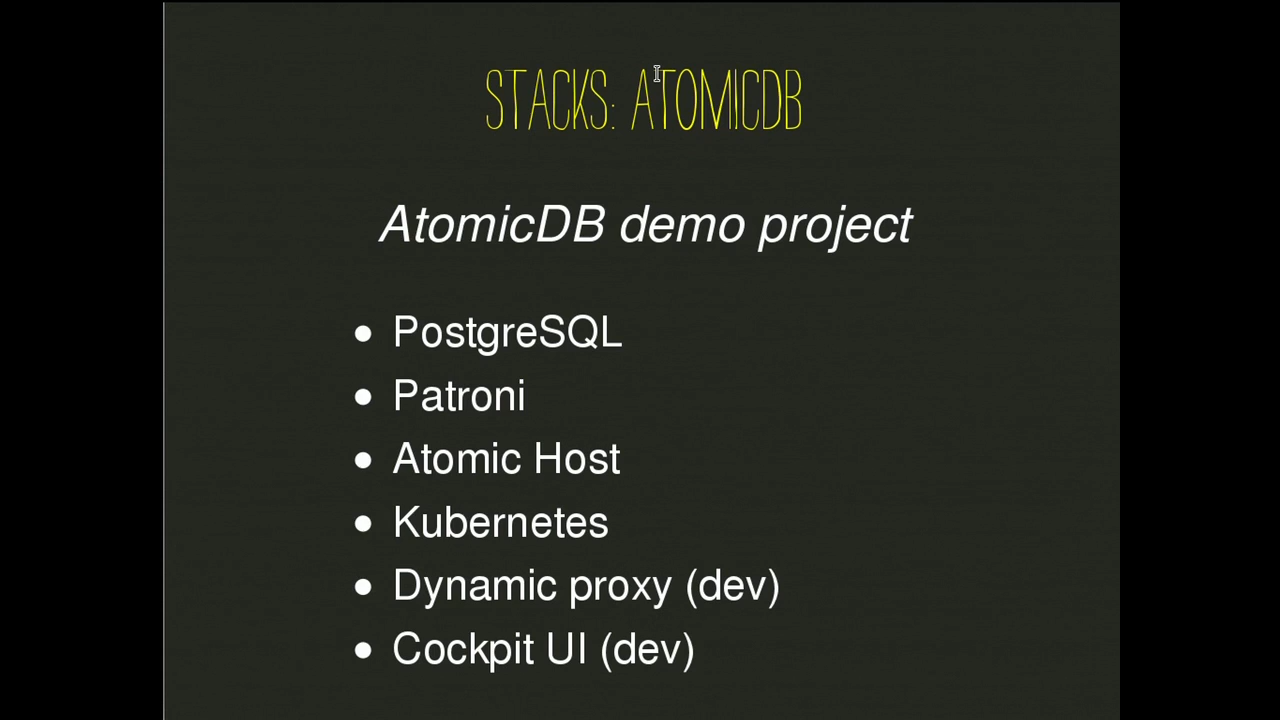 STACKS: ATOMICDB
AtomicDB demo project
• PostgreSQL
• Patroni
• Atomic Host
• Kubernetes
• Dynamic proxy (dev)
• Cockpit UI (dev)